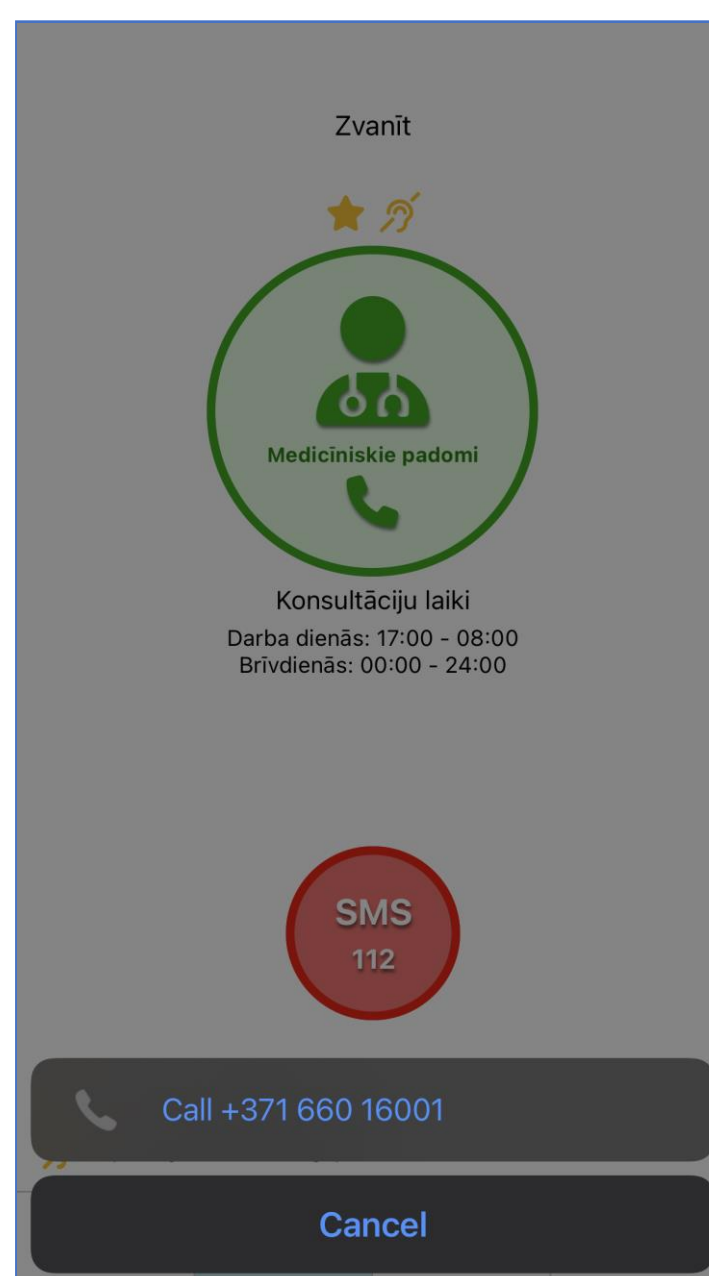 Zvanīt
Medicīniskie padomi
Konsultāciju laiki
Darba dienās: 17:00 - 08:00
Brīvdienās: 00:00 - 24:00
SMS
112
Call +371 660 16001
Cancel